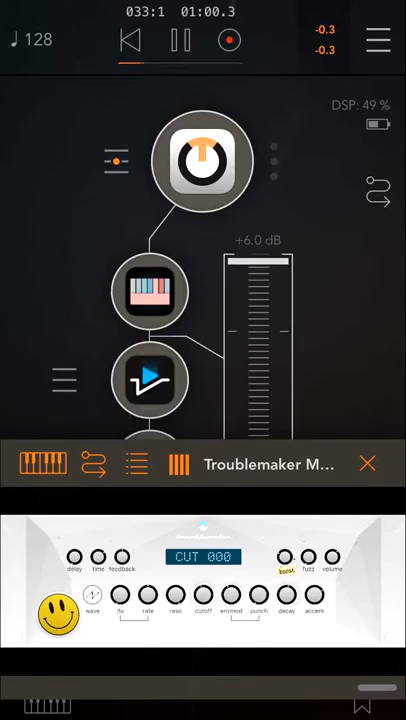 033:1 01:00.3
128
-0.3
-0.3
DSP: 49 %
+6.0 dB
Troublemaker M...
troublemaker
CUT 000
delay time feedback
boost fuzz volume
wave lfo rate reso cutoff envmod punch decay accent